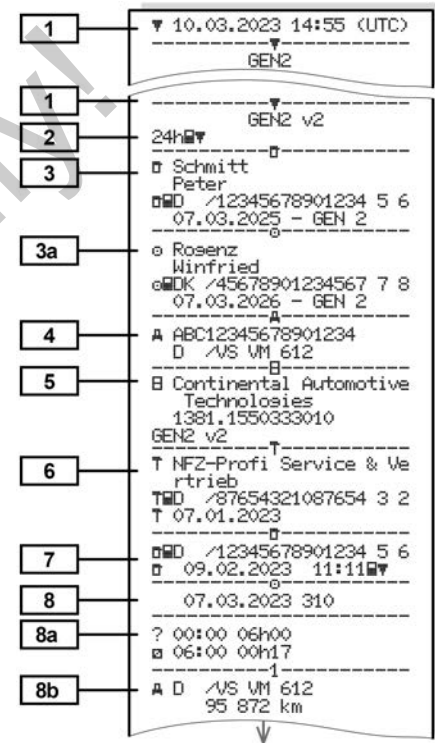 1
▼ 10.03.2023 14:55 (UTC)
GEN2
1
GEN2 v2
2
24h▼
3
Schmitt
Peter
D /12345678901234 5 6
07.03.2025 - GEN 2
3a
Rogenz
Winfried
DK /45678901234567 7 8
07.03.2026 - GEN 2
4
ABC12345678901234
D /VS VM 612
5
Continental Automotive
Technologies
1381.1550333010
GEN2 v2
6
T NFZ-Profi Service & Ve
rtrieb
T D /87654321087654 3 2
T 07.01.2023
7
D /12345678901234 5 6
09.02.2023 11:11▼
8
07.03.2023 310
8a
? 00:00 06h00
06:00 00h17
1
8b
D /VS VM 612
95 872 km